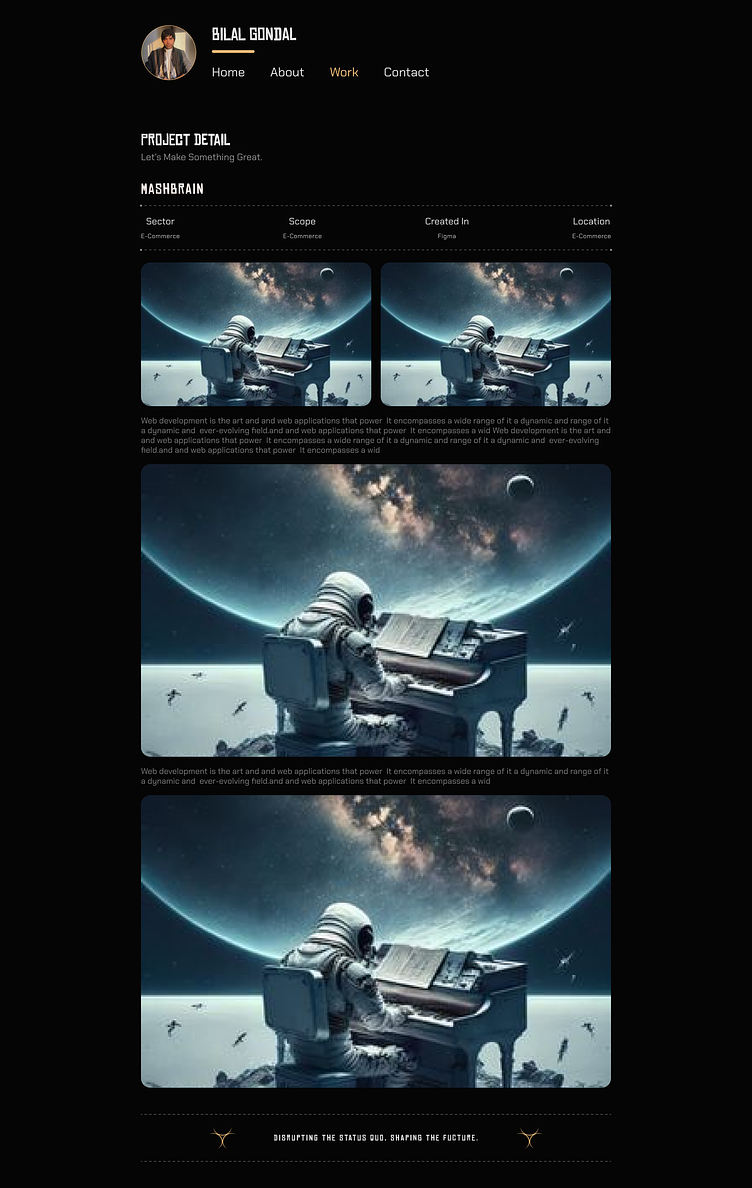 BILAL GONDAL
Home About Work Contact
PROJECT DETAIL
Let's Make Something Great.
MASHBRAIN
Sector Scope Created In Location
E-Commerce E-Commerce Figma E-Commerce
Web development is the art and and web applications that power It encompasses a wide range of it a dynamic and range of it
a dynamic and ever-evolving field.and and web applications that power It encompasses a wid Web development is the art and
and web applications that power It encompasses a wide range of it a dynamic and range of it a dynamic and ever-evolving
field.and and web applications that power It encompasses a wid
Web development is the art and and web applications that power It encompasses a wide range of it a dynamic and range of it
a dynamic and ever-evolving field.and and web applications that power It encompasses a wid
DISRUPTING THE STATUS QUO. SHAPING THE FUCTURE.